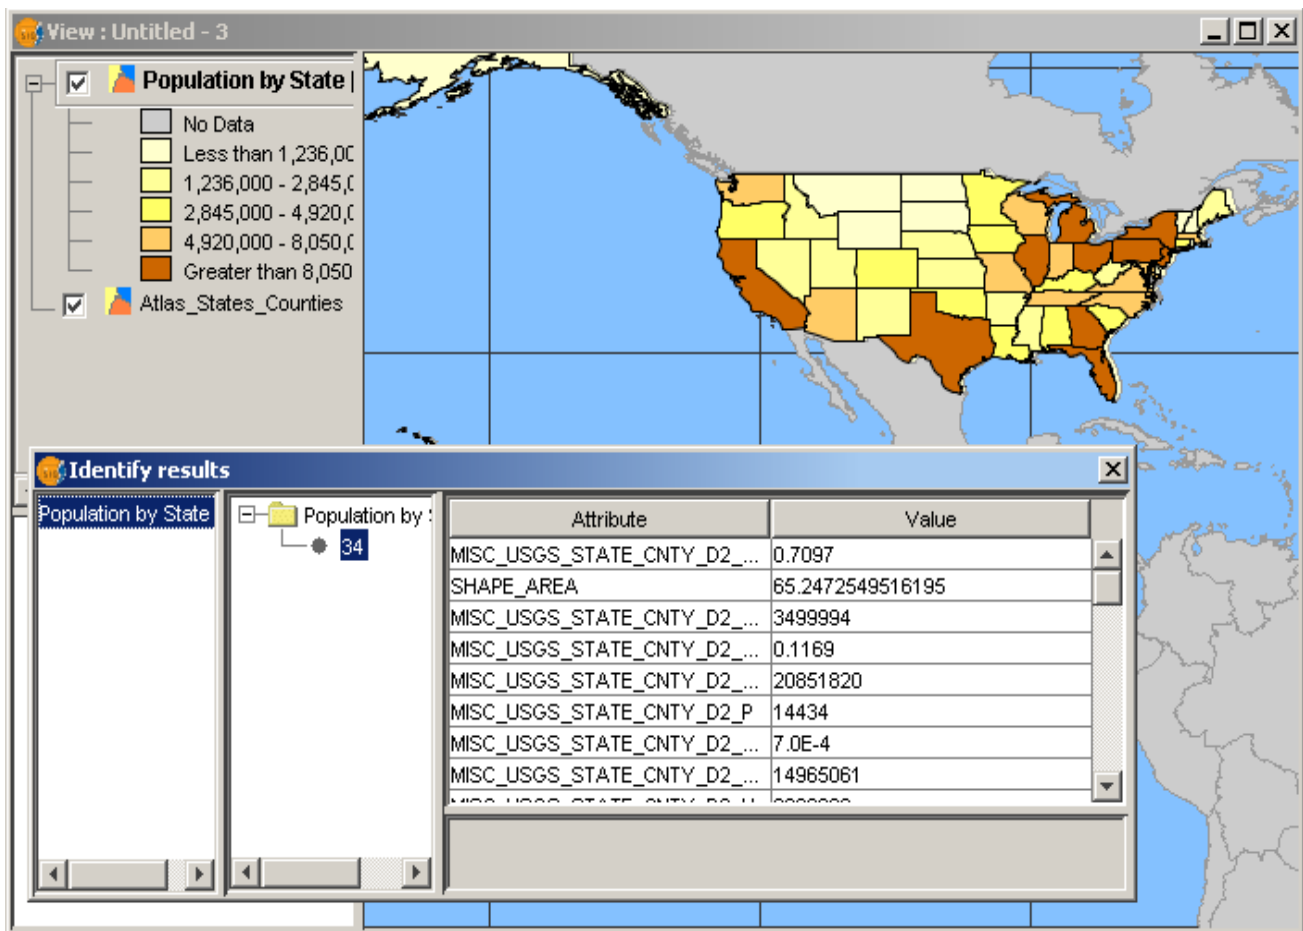 View : Untitled - 3
Population by State
No Data
Less than 1,236,00
1,236,000 - 2,845,0
2,845,000 - 4,920,0
4,920,000 - 8,050,0
Greater than 8,050
Atlas_States_Counties
Identify results
Population by State
Population by
34
Attribute Value
MISC_USGS_STATE_CNTY_D2_... 0.7097
SHAPE_AREA 65.2472549516195
MISC_USGS_STATE_CNTY_D2_... 3499994
MISC_USGS_STATE_CNTY_D2_... 0.1169
MISC_USGS_STATE_CNTY_D2_... 20851820
MISC_USGS_STATE_CNTY_D2_P 14434
MISC_USGS_STATE_CNTY_D2_... 7.0E-4
MISC_USGS_STATE_CNTY_D2_... 14965061